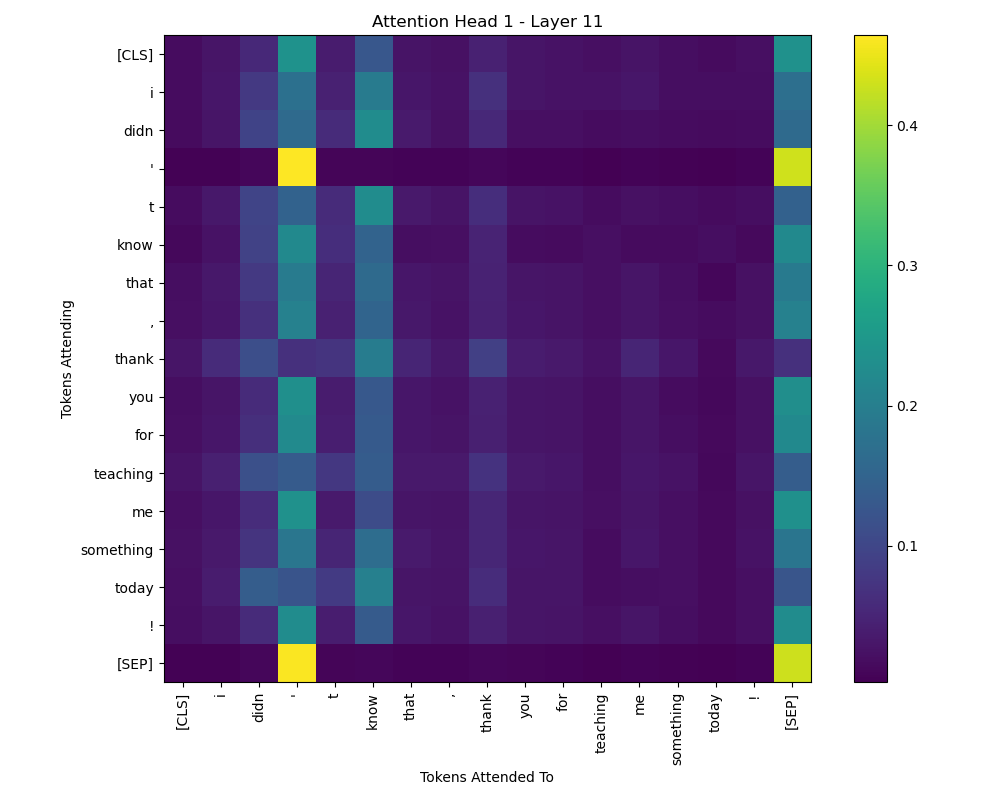 Attention Head 1 - Layer 11
Tokens Attending
[CLS]
i
didn
'
t
know
that
,
thank
you
for
teaching
me
something
today
!
[SEP]
[CLS]
i
didn
'
t
know
that
,
thank
you
for
teaching
me
something
today
!
[SEP]
Tokens Attended To
0.4
0.3
0.2
0.1